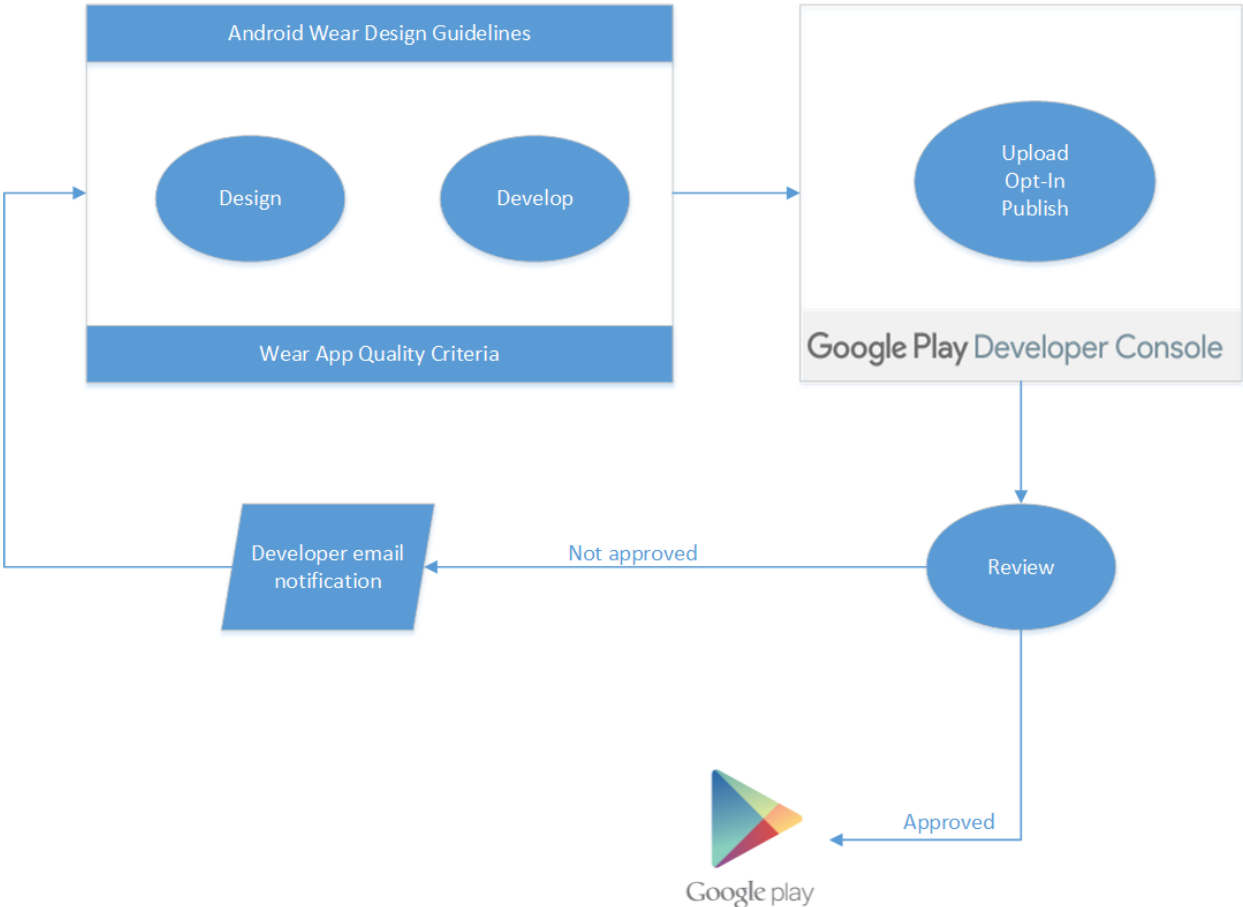 Android Wear Design Guidelines
Design
Develop
Upload
Opt-In
Publish
Wear App Quality Criteria
Google Play Developer Console
Developer email
notification
Not approved
Review
Approved
Google play